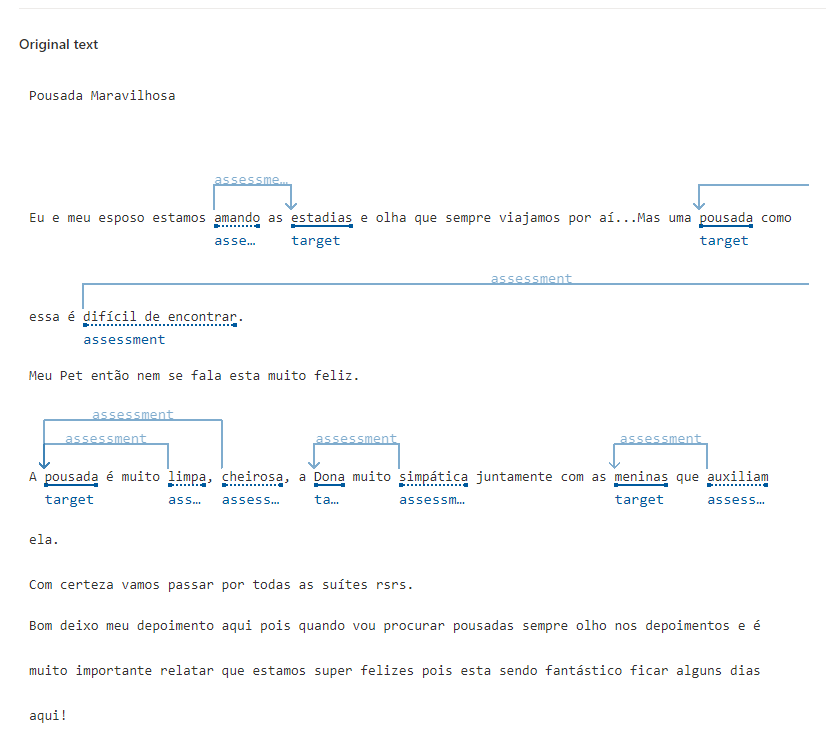 Original text
Pousada Maravilhosa
assessme…
Eu e meu esposo estamos amando as estadias e olha que sempre viajamos por aí...Mas uma pousada como
asse… target target
assessment
essa é difícil de encontrar.
assessment
Meu Pet então nem se fala esta muito feliz.
assessment
assessment assessment assessment
A pousada é muito limpa, cheirosa, a Dona muito simpática juntamente com as meninas que auxiliam
target ass… assess… ta… assessm… target assess…
ela.
Com certeza vamos passar por todas as suítes rsrs.
Bom deixo meu depoimento aqui pois quando vou procurar pousadas sempre olho nos depoimentos e é
muito importante relatar que estamos super felizes pois esta sendo fantástico ficar alguns dias
aqui!